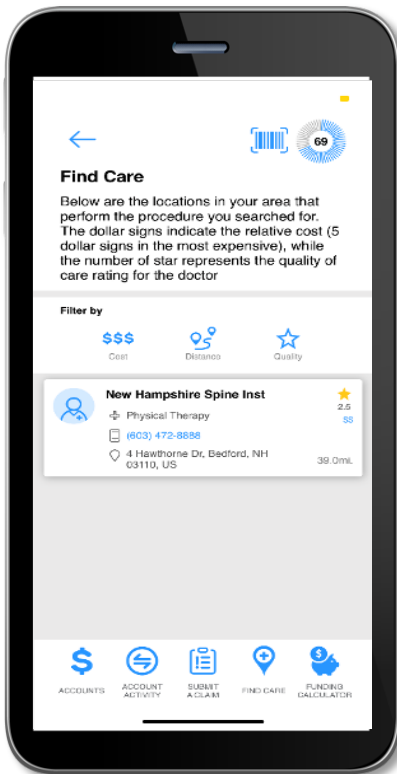 69
Find Care
Below are the locations in your area that
perform the procedure you searched for.
The dollar signs indicate the relative cost (5
dollar signs in the most expensive), while
the number of star represents the quality of
care rating for the doctor
Filter by
$$$
Cost
Distance
Quality
New Hampshire Spine Inst
2.5
Physical Therapy
$$
(603) 472-8888
4 Hawthorne Dr, Bedford, NH
03110, US
39.0mi.
ACCOUNTS
ACCOUNT
ACTIVITY
SUBMIT
A CLAIM
FIND CARE
FUNDING
CALCULATOR